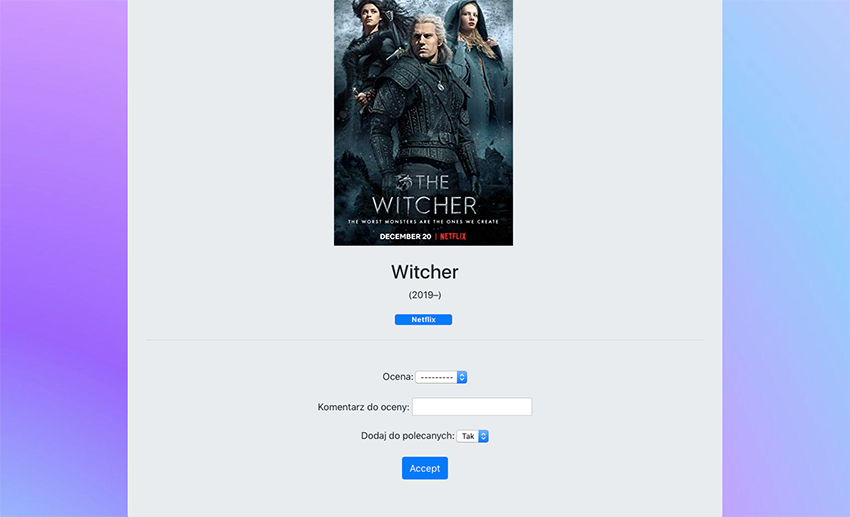 THE
WITCHER
THE WORST MONSTERS ARE THE ONES WE CREATE
DECEMBER 20 | NETFLIX
Witcher
(2019–)
Netflix
Ocena: ---------
Komentarz do oceny:
Dodaj do polecanych: Tak
Accept